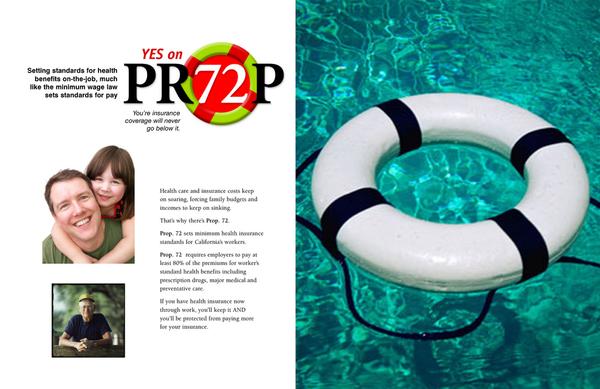 YES on
PR72P
Setting standards for health
benefits on-the-job, much
like the minimum wage law
sets standards for pay
You're insurance
coverage will never
go below it.
Health care and insurance costs keep
on soaring, forcing family budgets and
incomes to keep on sinking.
That's why there's Prop. 72.
Prop. 72 sets minimum health insurance
standards for California's workers.
Prop. 72 requires employers to pay at
least 80% of the premiums for worker's
standard health benefits including
prescription drugs, major medical and
preventative care.
If you have health insurance now
through work, you'll keep it AND
you'll be protected from paying more
for your insurance.